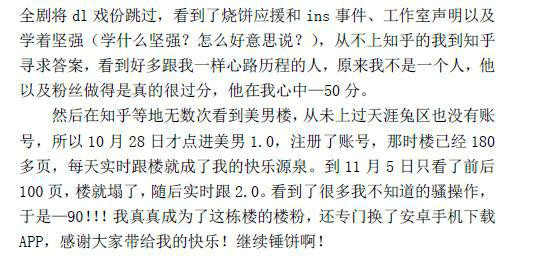 全剧将 dl 戏份跳过，看到了烧饼应援和 ins 事件、工作室声明以及
学着坚强（学什么坚强？怎么好意思说？），从不上知乎的我到知乎
寻求答案，看到好多跟我一样心路历程的人，原来我不是一个人，他
以及粉丝做得是真的很过分，他在我心中—50 分。
然后在知乎等地无数次看到美男楼，从未上过天涯兔区也没有账
号，所以 10 月 28 日才点进美男 1.0，注册了账号，那时楼已经 180
多页，每天实时跟楼就成了我的快乐源泉。到 11 月 5 日只看了前后
100 页，楼就塌了，随后实时跟 2.0。看到了很多我不知道的骚操作，
于是—90!!！我真真成为了这栋楼的楼粉，还专门换了安卓手机下载
APP，感谢大家带给我的快乐！继续锤饼啊！